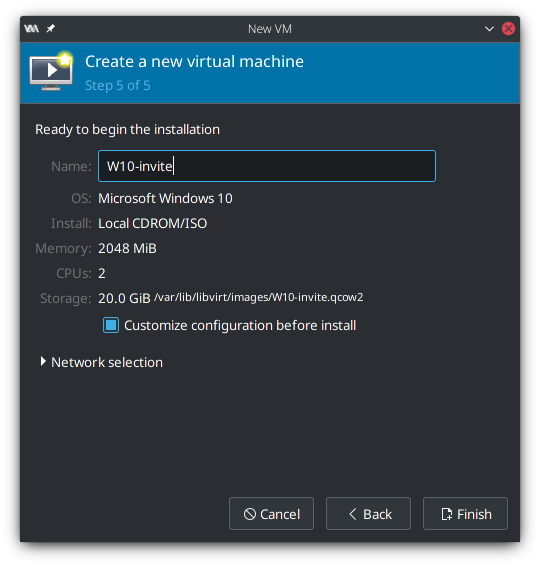 New VM
Create a new virtual machine
Step 5 of 5
Ready to begin the installation
Name: W10-invite
OS: Microsoft Windows 10
Install: Local CDROM/ISO
Memory: 2048 MiB
CPUs: 2
Storage: 20.0 GiB /var/lib/libvirt/images/W10-invite.qcow2
Customize configuration before install
Network selection
Cancel Back Finish